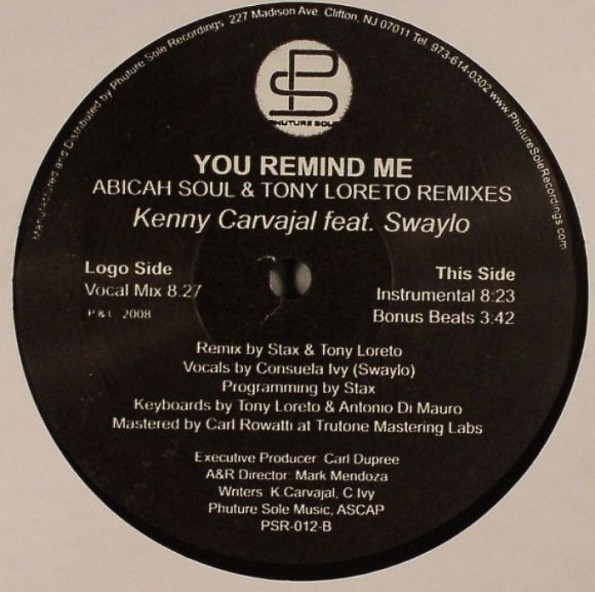 Manufactured and Distributed by Phuture Sole Recordings 227 Madison Ave. Clifton, NJ 07011 Tel. 973-614-0302 www.PhutureSoleRecordings.com
PS
PHUTURE SOLE
YOU REMIND ME
ABICAH SOUL & TONY LORETO REMIXES
Kenny Carvajal feat. Swaylo
Logo Side
Vocal Mix 8:27
P & C 2008
This Side
Instrumental 8:23
Bonus Beats 3:42
Remix by Stax & Tony Loreto
Vocals by Consuela Ivy (Swaylo)
Programming by Stax
Keyboards by Tony Loreto & Antonio Di Mauro
Mastered by Carl Rowatti at Trutone Mastering Labs
Executive Producer: Carl Dupree
A&R Director: Mark Mendoza
Writers K.Carvajal, C Ivy
Phuture Sole Music, ASCAP
PSR-012-B